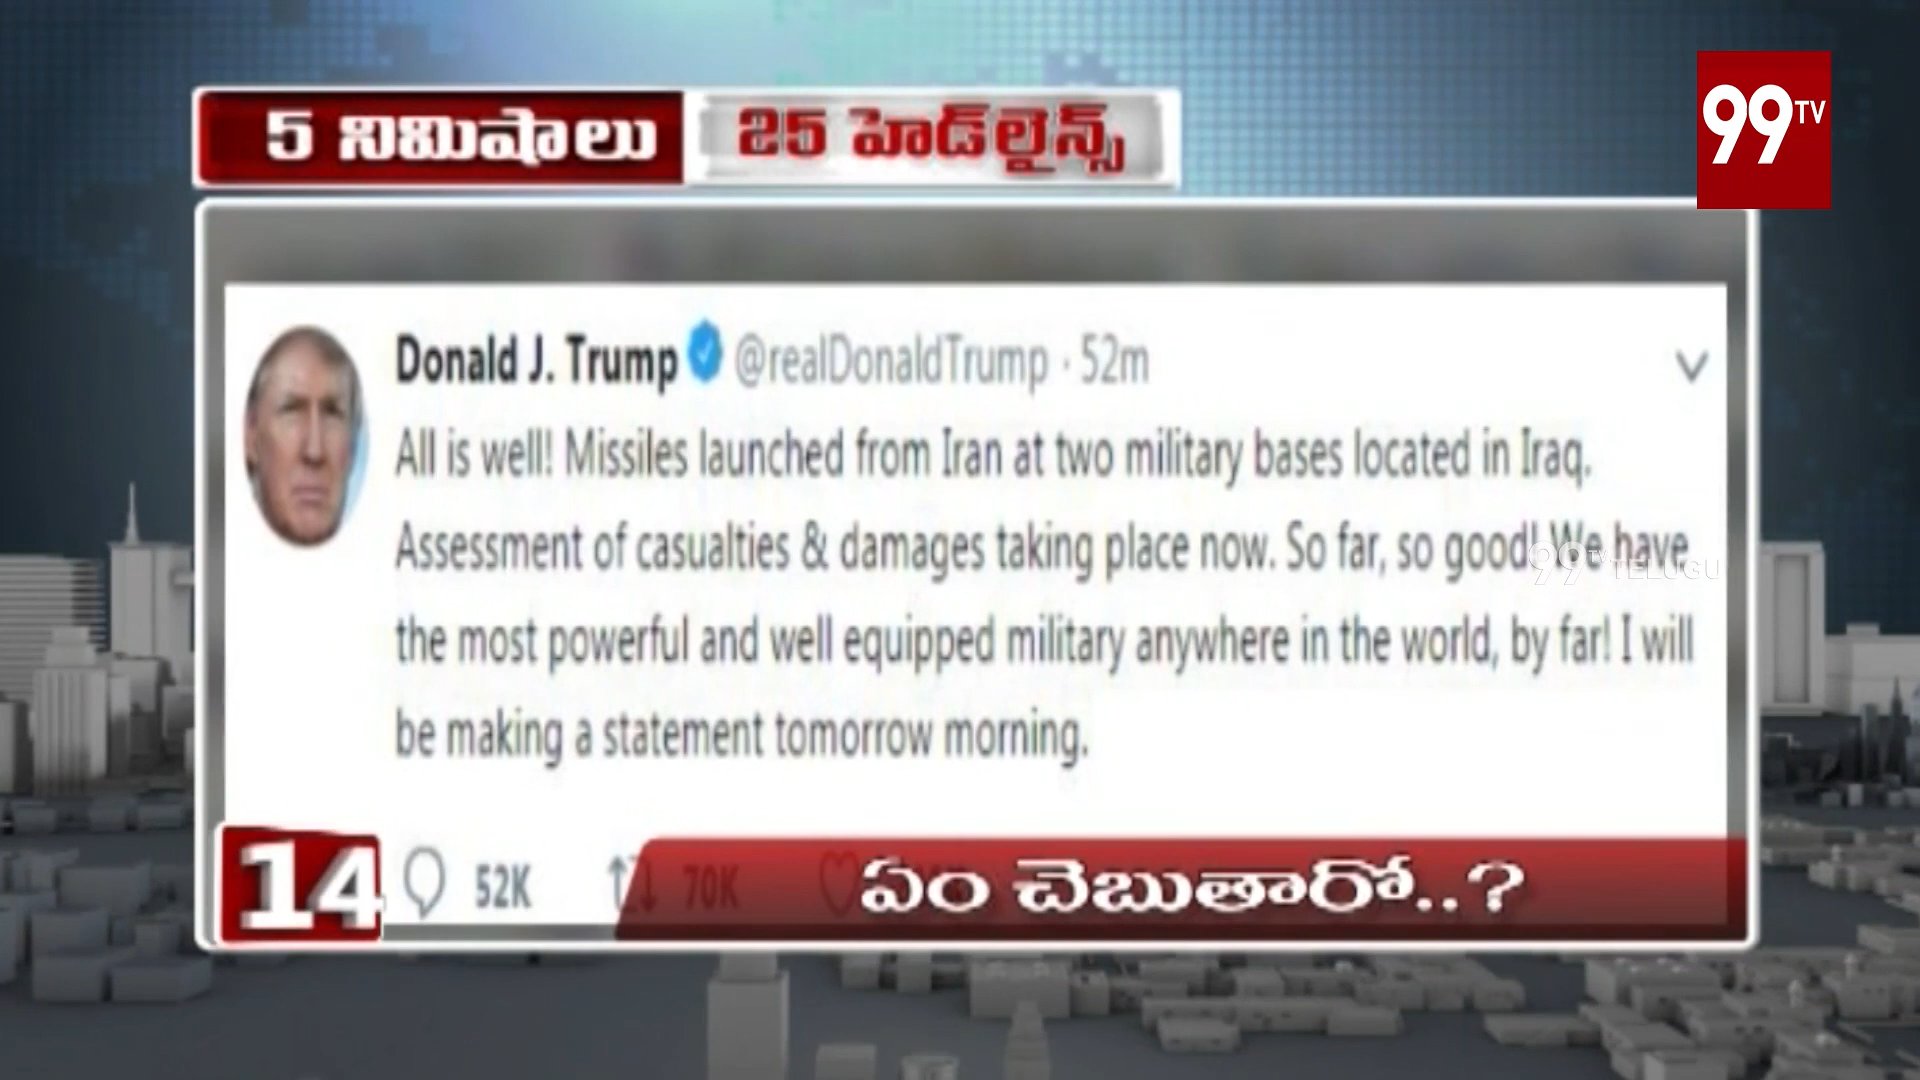 5 నిమిషాలు 25 హెడ్‌లైన్స్
99TV
Donald J. Trump @realDonaldTrump · 52m
All is well! Missiles launched from Iran at two military bases located in Iraq.
Assessment of casualties & damages taking place now. So far, so good! We have
99TV TELUGU
the most powerful and well equipped military anywhere in the world, by far! I will
be making a statement tomorrow morning.
14 52K 70K
ఏం చెబుతారో..?